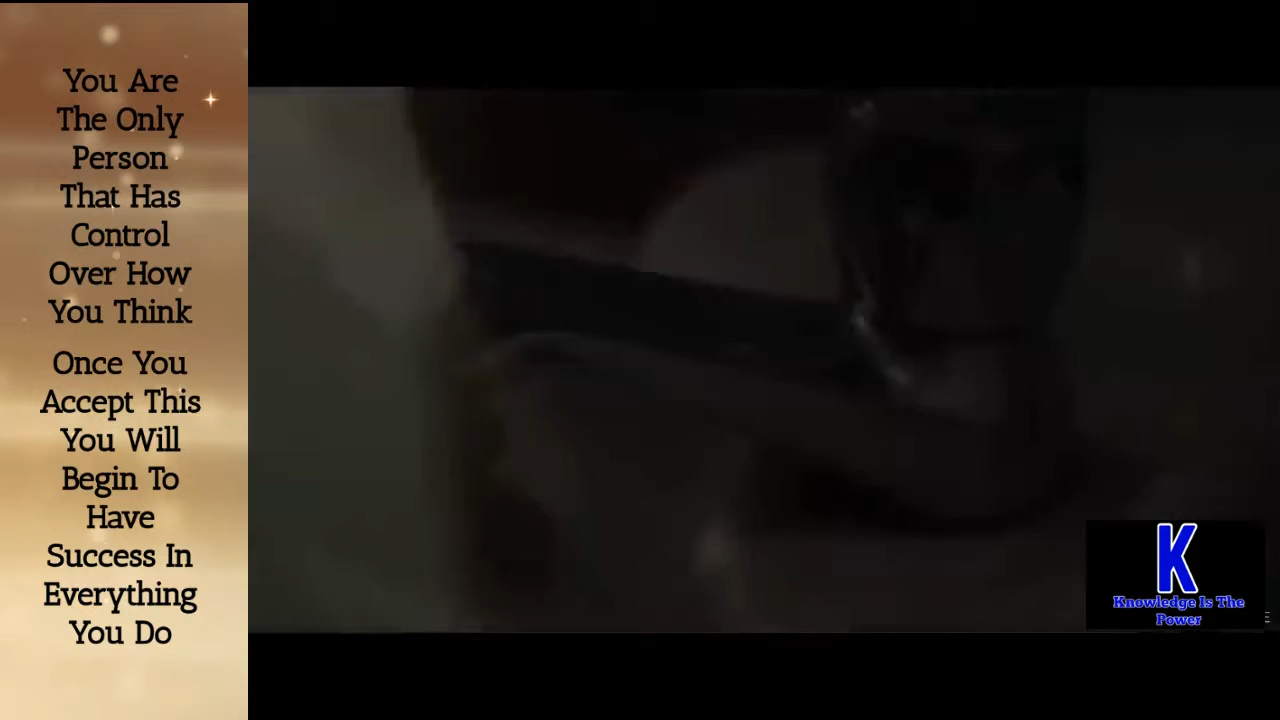 You Are
The Only
Person
That Has
Control
Over How
You Think
Once You
Accept This
You Will
Begin To
Have
Success In
Everything
You Do
K
Knowledge Is The
Power